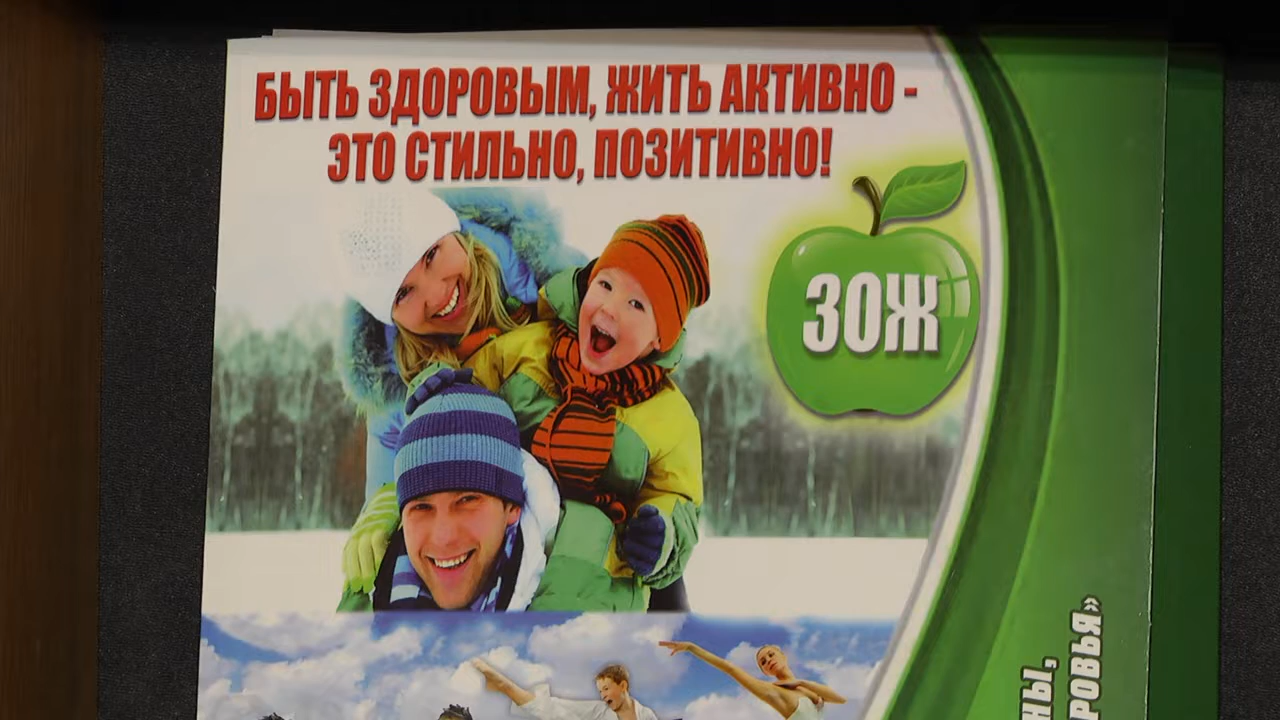 БЫТЬ ЗДОРОВЫМ, ЖИТЬ АКТИВНО -
ЭТО СТИЛЬНО, ПОЗИТИВНО!
ЗОЖ